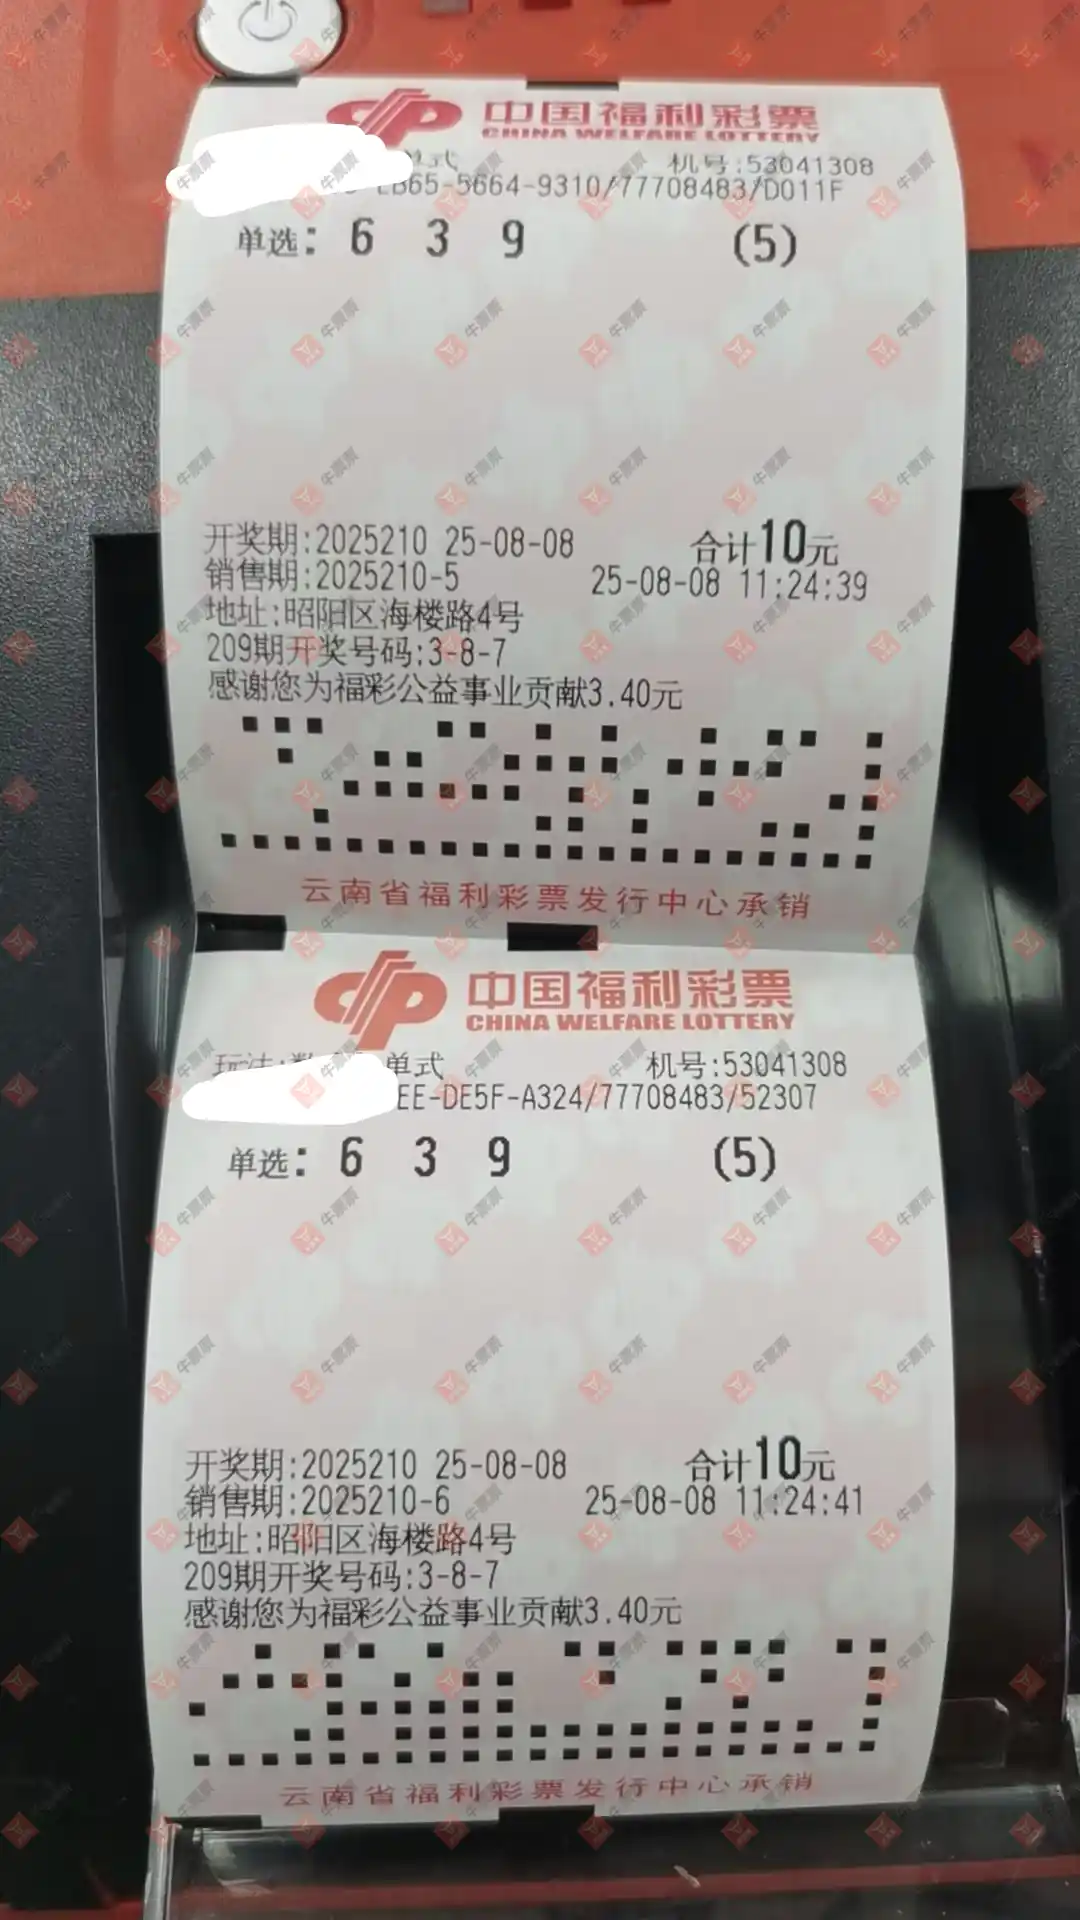 中国福利彩票
CHINA WELFARE LOTTERY
单式 机号:53041308
EB65-5664-9310/77708483/D011F
单选: 6 3 9 (5)
开奖期:2025210 25-08-08 合计10元
销售期:2025210-5 25-08-08 11:24:39
地址:昭阳区海楼路4号
209期开奖号码:3-8-7
感谢您为福彩公益事业贡献3.40元
云南省福利彩票发行中心承销
中国福利彩票
CHINA WELFARE LOTTERY
玩法: 单式 机号:53041308
EE-DE5F-A324/77708483/52307
单选: 6 3 9 (5)
开奖期:2025210 25-08-08 合计10元
销售期:2025210-6 25-08-08 11:24:41
地址:昭阳区海楼路4号
209期开奖号码:3-8-7
感谢您为福彩公益事业贡献3.40元
云南省福利彩票发行中心承销
牛票票